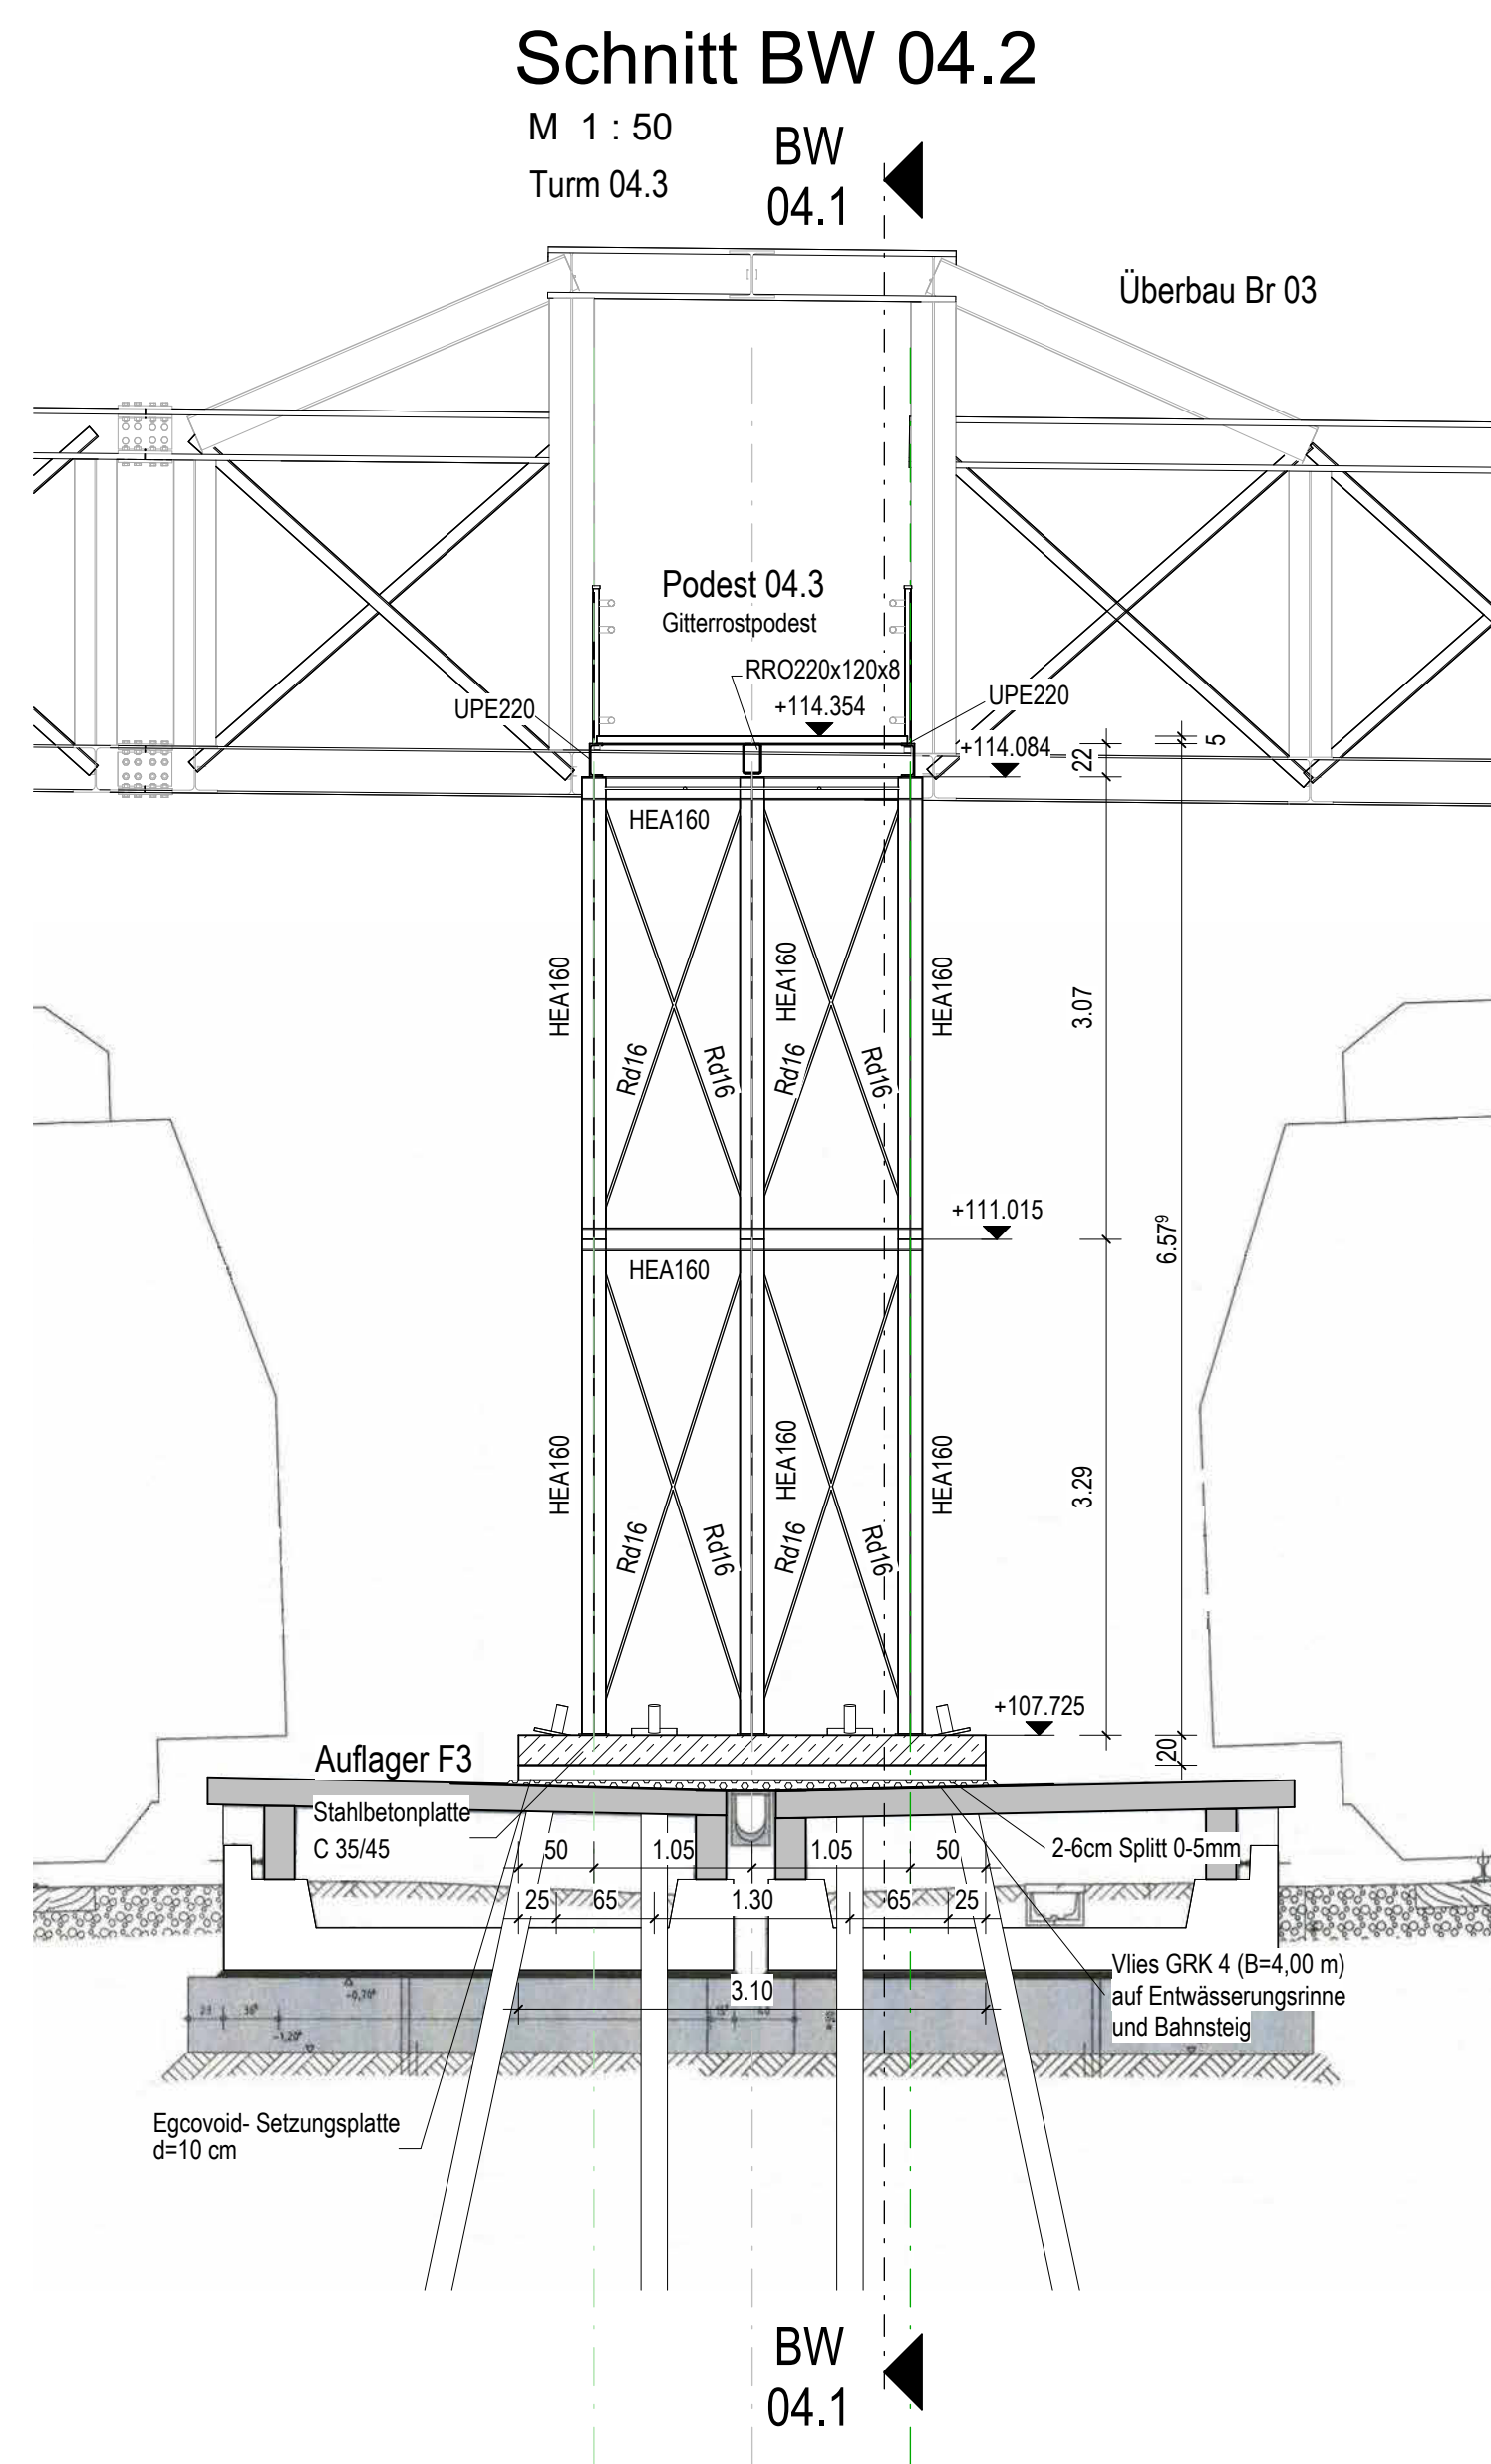 Schnitt BW 04.2
M 1 : 50
Turm 04.3
BW
04.1
Überbau Br 03
Podest 04.3
Gitterrostpodest
RRO220x120x8
UPE220
+114.354
UPE220
+114.084
22
5
HEA160
HEA160
HEA160
HEA160
3.07
Rd16
Rd16
Rd16
Rd16
+111.015
6.57⁹
HEA160
HEA160
HEA160
HEA160
3.29
Rd16
Rd16
Rd16
Rd16
+107.725
20
Auflager F3
Stahlbetonplatte
C 35/45
50
1.05
1.05
50
2-6cm Splitt 0-5mm
25
65
1.30
65
25
Vlies GRK 4 (B=4,00 m)
auf Entwässerungsrinne
und Bahnsteig
3.10
-0,70⁶
-1,20⁶
Egcovoid- Setzungsplatte
d=10 cm
BW
04.1